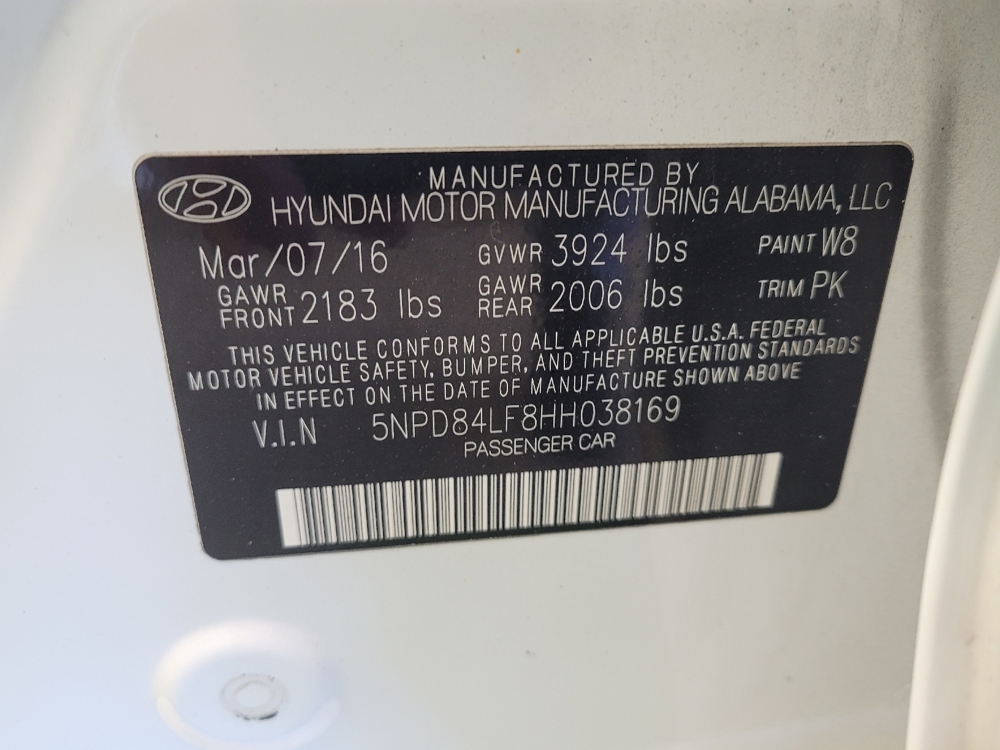 MANUFACTURED BY
HYUNDAI MOTOR MANUFACTURING ALABAMA, LLC
Mar/07/16 GVWR 3924 lbs PAINT W8
GAWR FRONT 2183 lbs GAWR REAR 2006 lbs TRIM PK
THIS VEHICLE CONFORMS TO ALL APPLICABLE U.S.A. FEDERAL
MOTOR VEHICLE SAFETY, BUMPER, AND THEFT PREVENTION STANDARDS
IN EFFECT ON THE DATE OF MANUFACTURE SHOWN ABOVE
V.I.N 5NPD84LF8HH038169
PASSENGER CAR